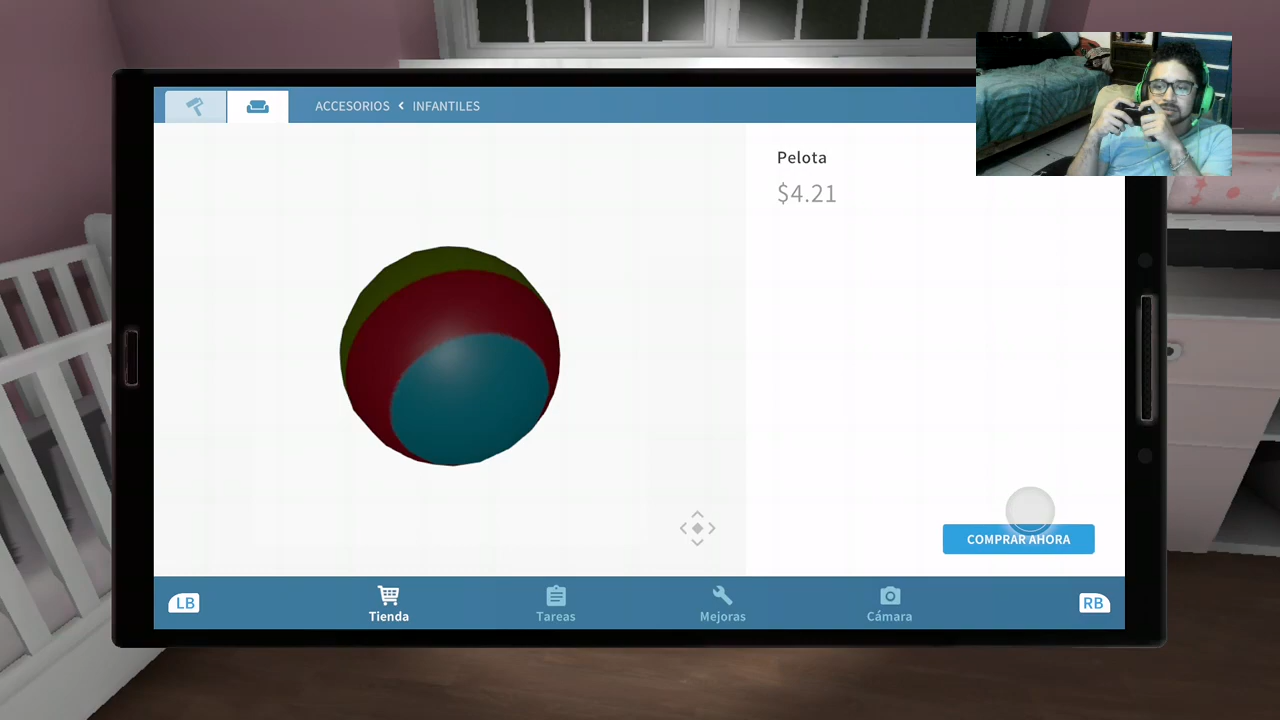 ACCESORIOS < INFANTILES
Pelota
$4.21
COMPRAR AHORA
LB
Tienda
Tareas
Mejoras
Cámara
RB